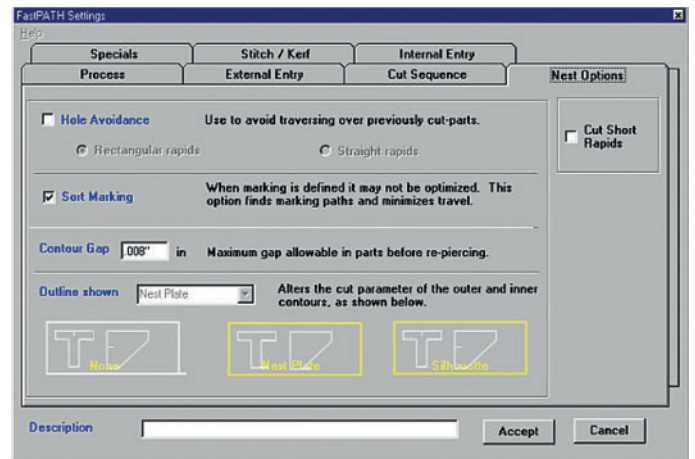 FastPATH Settings
Help
Specials
Stitch / Kerf
Internal Entry
Process
External Entry
Cut Sequence
Nest Options
Hole Avoidance
Use to avoid traversing over previously cut-parts.
Rectangular rapids
Straight rapids
Cut Short
Rapids
Sort Marking
When marking is defined it may not be optimized. This
option finds marking paths and minimizes travel.
Contour Gap
.008"
in
Maximum gap allowable in parts before re-piercing.
Outline shown
Nest Plate
Alters the cut parameter of the outer and inner
contours, as shown below.
None
Nest Plate
Silhouette
Description
Accept
Cancel